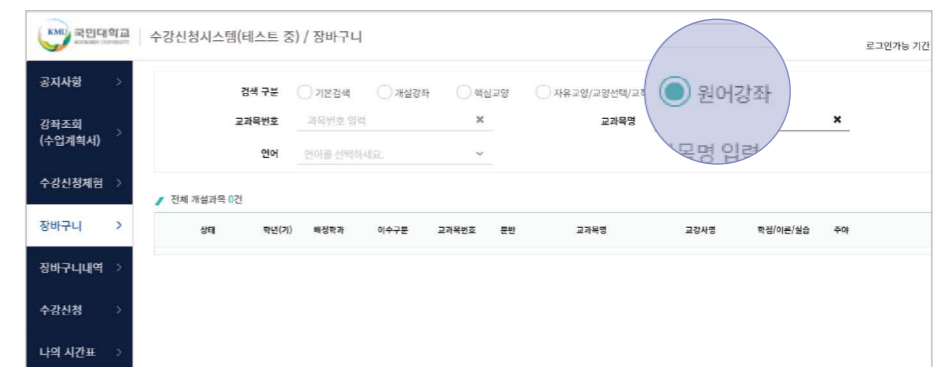 KMU 국민대학교
KOOKMIN UNIVERSITY
수강신청시스템(테스트 중) / 장바구니
로그인가능 기간
공지사항
강좌조회
(수업계획서)
수강신청체험
장바구니
장바구니내역
수강신청
나의 시간표
검색 구분 기본검색 개설강좌 핵심교양 자유교양/교양선택/교직 원어강좌
교과목번호 과목번호 입력 교과목명 목명 입력
언어 언어를 선택하세요.
전체 개설과목 0건
상태 학년(기) 배정학과 이수구분 교과목번호 분반 교과목명 교강사명 학점/이론/실습 주야